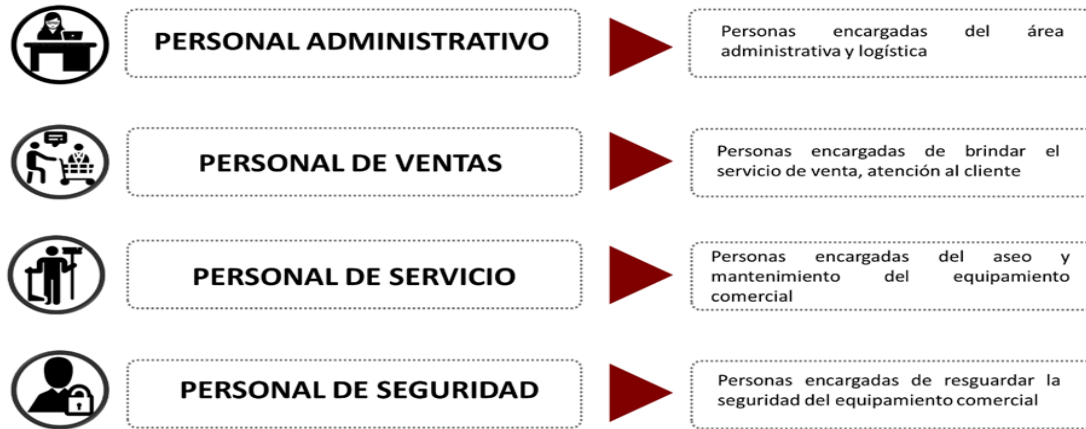 PERSONAL ADMINISTRATIVO
Personas encargadas del área
administrativa y logística
PERSONAL DE VENTAS
Personas encargadas de brindar el
servicio de venta, atención al cliente
PERSONAL DE SERVICIO
Personas encargadas del aseo y
mantenimiento del equipamiento
comercial
PERSONAL DE SEGURIDAD
Personas encargadas de resguardar la
seguridad del equipamiento comercial